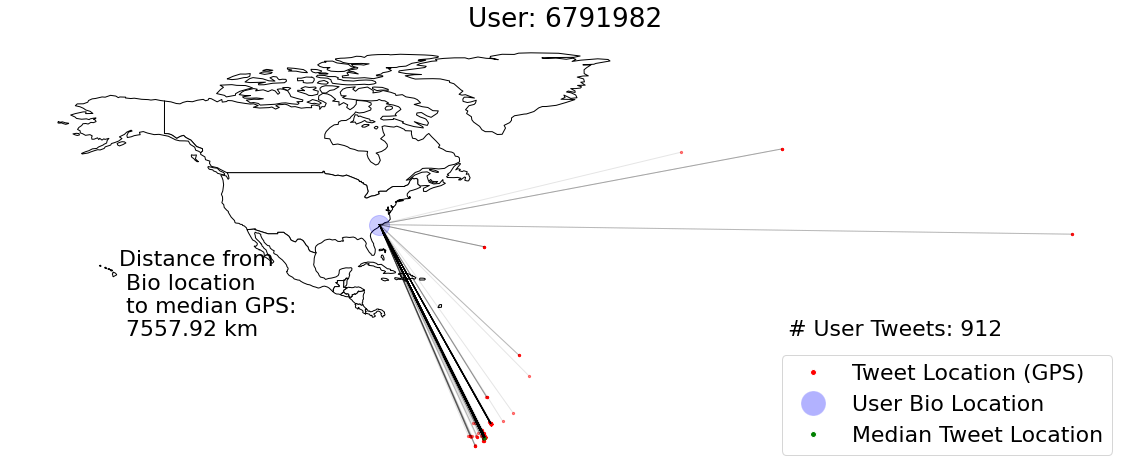 User: 6791982
Distance from
Bio location
to median GPS:
7557.92 km
# User Tweets: 912
Tweet Location (GPS)
User Bio Location
Median Tweet Location